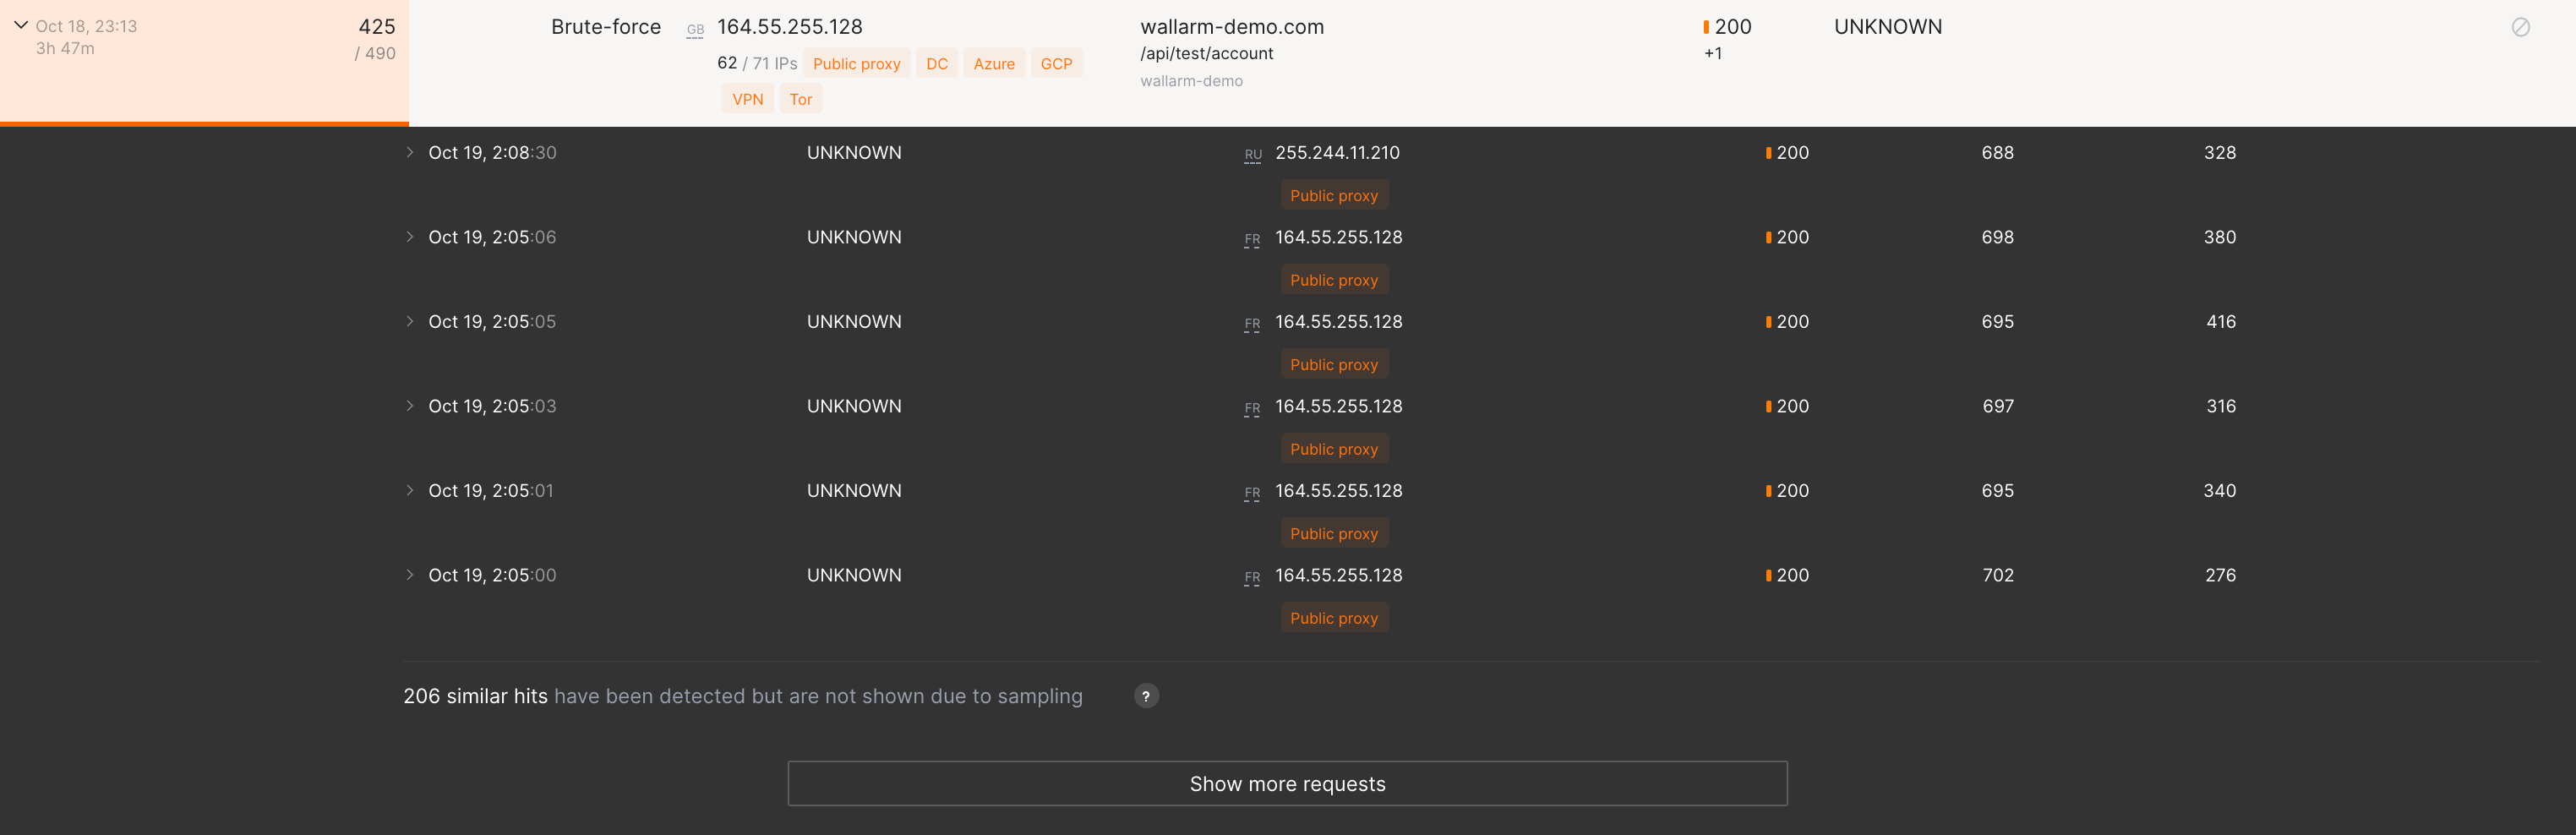 Oct 18, 23:13 425 Brute-force GB 164.55.255.128 wallarm-demo.com 200 UNKNOWN
3h 47m / 490 62 / 71 IPs Public proxy DC Azure GCP /api/test/account +1
VPN Tor wallarm-demo
Oct 19, 2:08:30 UNKNOWN RU 255.244.11.210 200 688 328
Public proxy
Oct 19, 2:05:06 UNKNOWN FR 164.55.255.128 200 698 380
Public proxy
Oct 19, 2:05:05 UNKNOWN FR 164.55.255.128 200 695 416
Public proxy
Oct 19, 2:05:03 UNKNOWN FR 164.55.255.128 200 697 316
Public proxy
Oct 19, 2:05:01 UNKNOWN FR 164.55.255.128 200 695 340
Public proxy
Oct 19, 2:05:00 UNKNOWN FR 164.55.255.128 200 702 276
Public proxy
206 similar hits have been detected but are not shown due to sampling ?
Show more requests